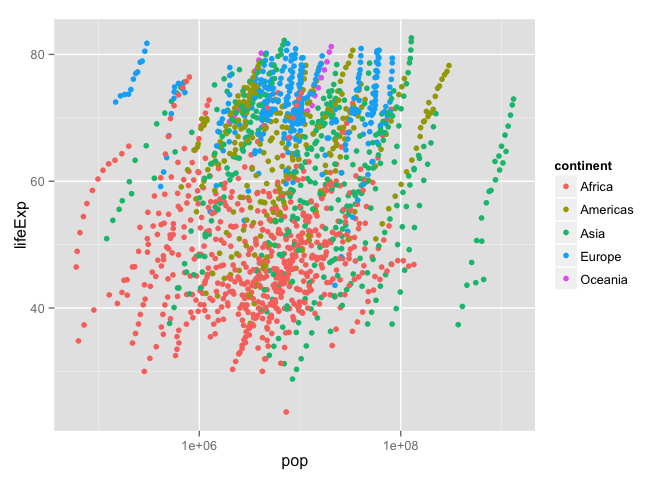 80
60
40
lifeExp
1e+06
1e+08
pop
continent
Africa
Americas
Asia
Europe
Oceania